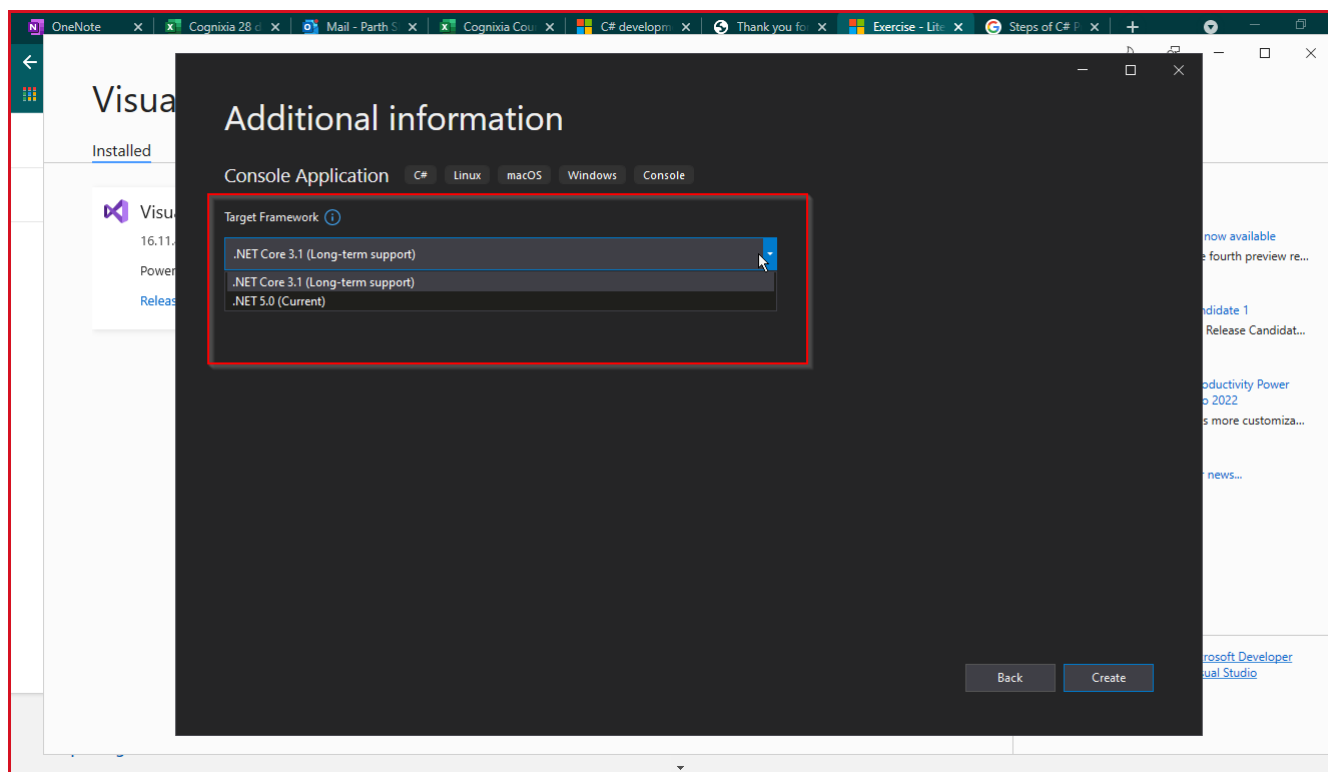 OneNote
Cognixia 28 d
Mail - Parth S
Cognixia Cou
C# developm
Thank you fo
Exercise - Lite
Steps of C# P
Visua
Installed
Visu
16.11.
Power
Releas
Additional information
Console Application C# Linux macOS Windows Console
Target Framework
.NET Core 3.1 (Long-term support)
.NET Core 3.1 (Long-term support)
.NET 5.0 (Current)
Back Create
now available
fourth preview re...
ndidate 1
Release Candidat...
oductivity Power
o 2022
s more customiza...
news...
rosoft Developer
ual Studio